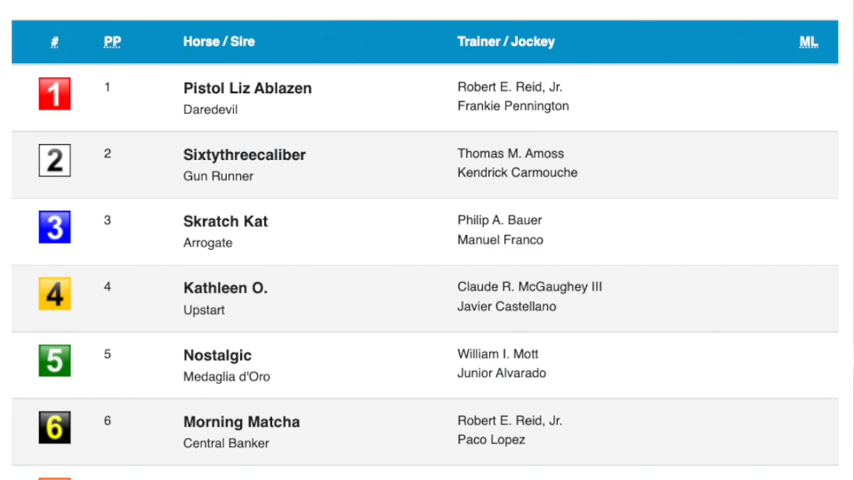 # PP Horse / Sire Trainer / Jockey ML
1 1 Pistol Liz Ablazen Robert E. Reid, Jr.
Daredevil Frankie Pennington
2 2 Sixtythreecaliber Thomas M. Amoss
Gun Runner Kendrick Carmouche
3 3 Skratch Kat Philip A. Bauer
Arrogate Manuel Franco
4 4 Kathleen O. Claude R. McGaughey III
Upstart Javier Castellano
5 5 Nostalgic William I. Mott
Medaglia d'Oro Junior Alvarado
6 6 Morning Matcha Robert E. Reid, Jr.
Central Banker Paco Lopez